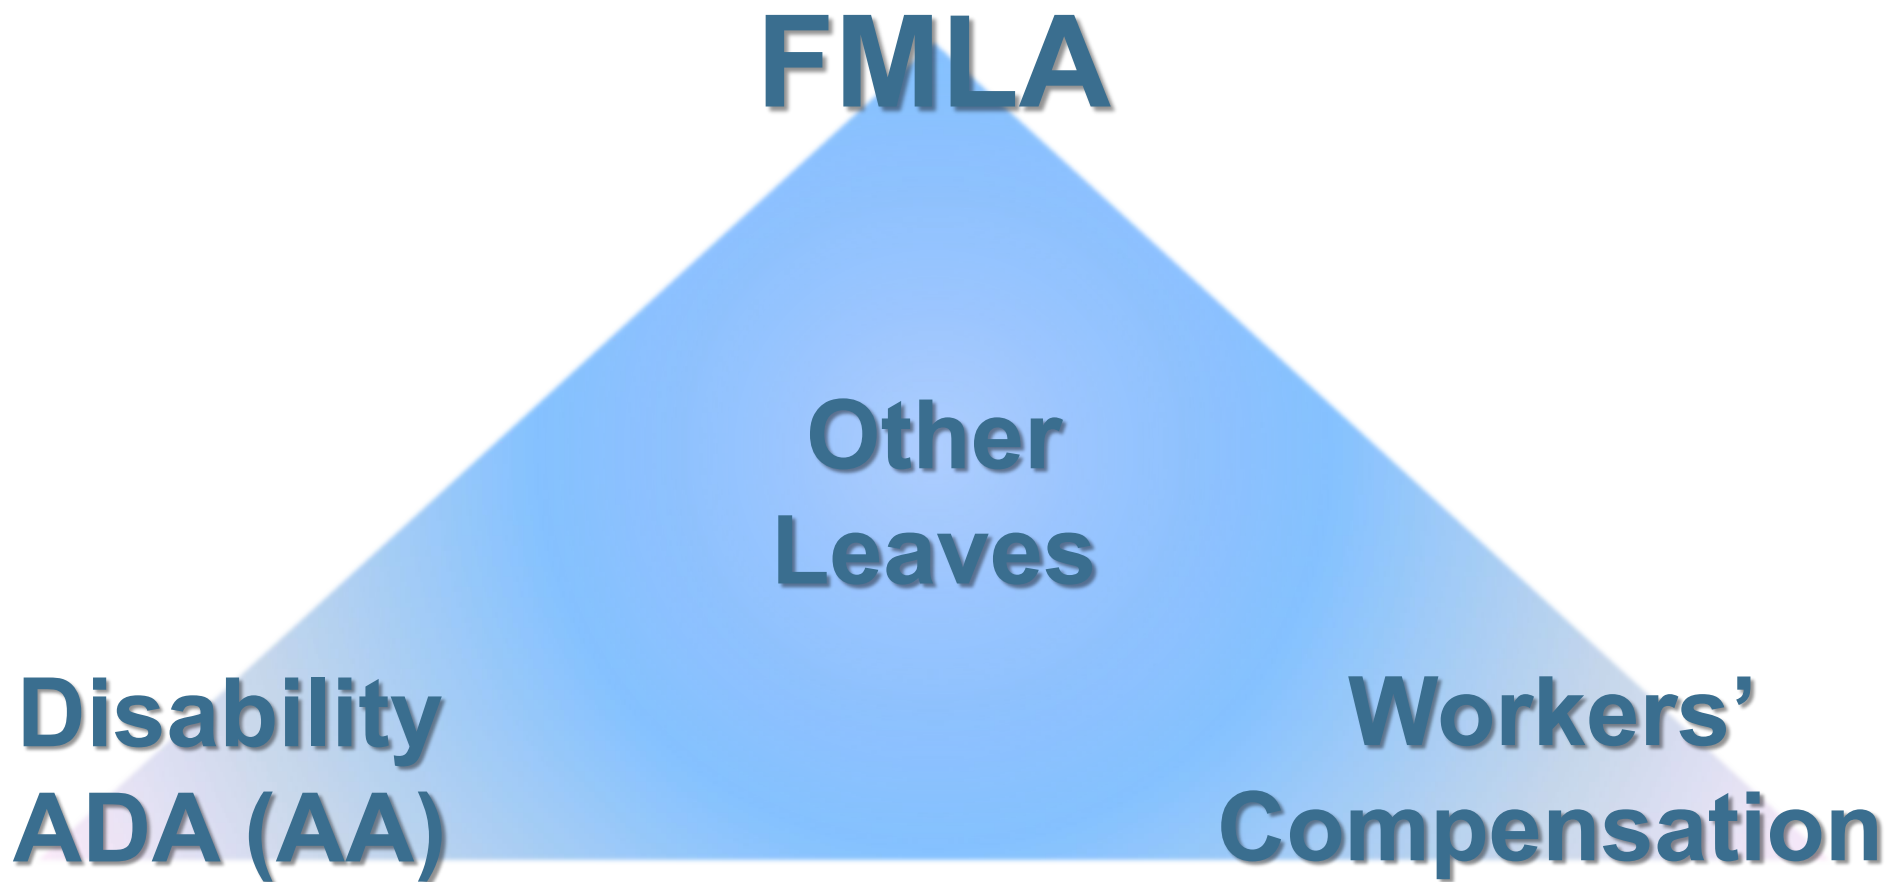 FMLA
Other
Leaves
Disability
ADA (AA)
Workers’
Compensation